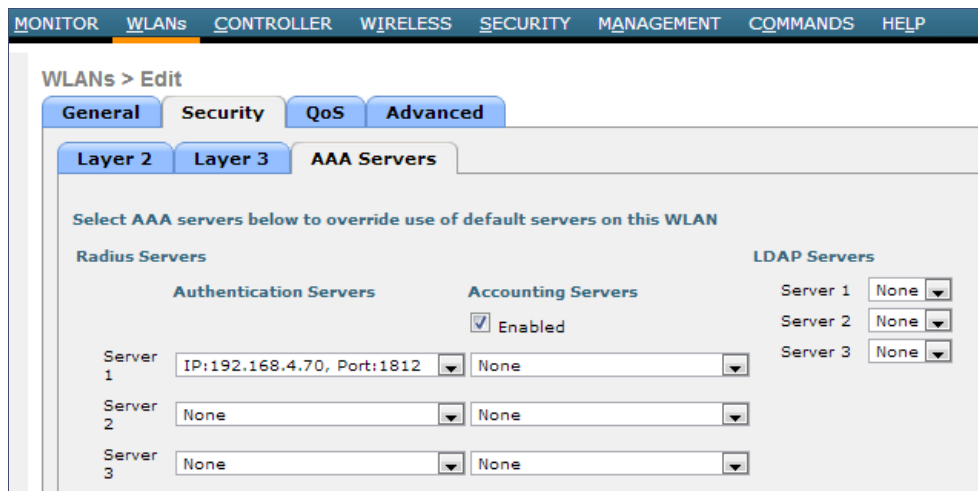 MONITOR WLANs CONTROLLER WIRELESS SECURITY MANAGEMENT COMMANDS HELP
WLANs > Edit
General Security QoS Advanced
Layer 2 Layer 3 AAA Servers
Select AAA servers below to override use of default servers on this WLAN
Radius Servers LDAP Servers
Authentication Servers Accounting Servers Server 1 None
Enabled Server 2 None
Server 3 None
Server 1 IP:192.168.4.70, Port:1812 None
Server 2 None None
Server 3 None None